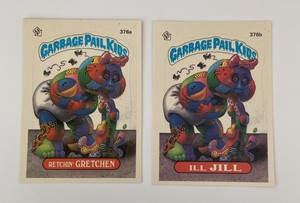 376a
GARBAGE PAIL KIDS
RETCHIN' GRETCHEN
376b
GARBAGE PAIL KIDS
ILL JILL